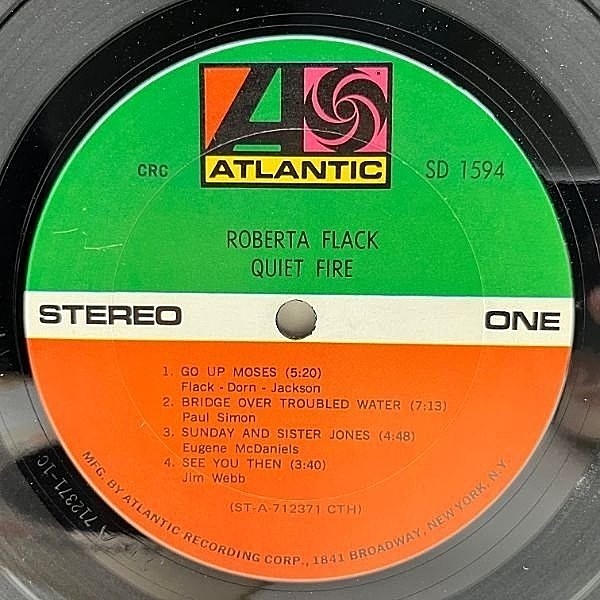 ATLANTIC
CRC
SD 1594
ROBERTA FLACK
QUIET FIRE
STEREO
ONE
1. GO UP MOSES (5:20)
Flack - Dorn - Jackson
2. BRIDGE OVER TROUBLED WATER (7:13)
Paul Simon
3. SUNDAY AND SISTER JONES (4:48)
Eugene McDaniels
4. SEE YOU THEN (3:40)
Jim Webb
(ST-A-712371 CTH)
MFG. BY ATLANTIC RECORDING CORP., 1841 BROADWAY, NEW YORK, N.Y.
A 712371-1C